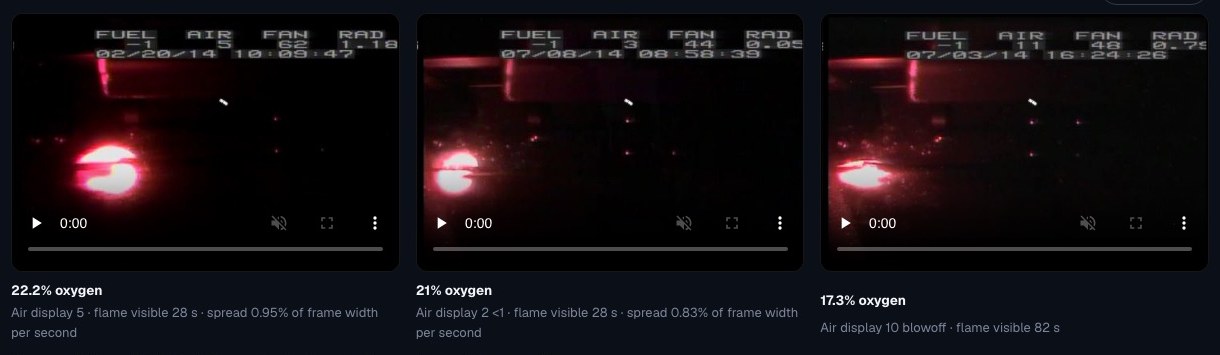 FUEL AIR FAN RAD
-1 5 62 1.18
02/20/14 10:09:47
0:00
22.2% oxygen
Air display 5 · flame visible 28 s · spread 0.95% of frame width
per second
FUEL AIR FAN RAD
-1 3 44 0.05
07/08/14 08:58:39
0:00
21% oxygen
Air display 2 <1 · flame visible 28 s · spread 0.83% of frame width
per second
FUEL AIR FAN RAD
-1 11 48 0.79
07/03/14 16:24:26
0:00
17.3% oxygen
Air display 10 blowoff · flame visible 82 s